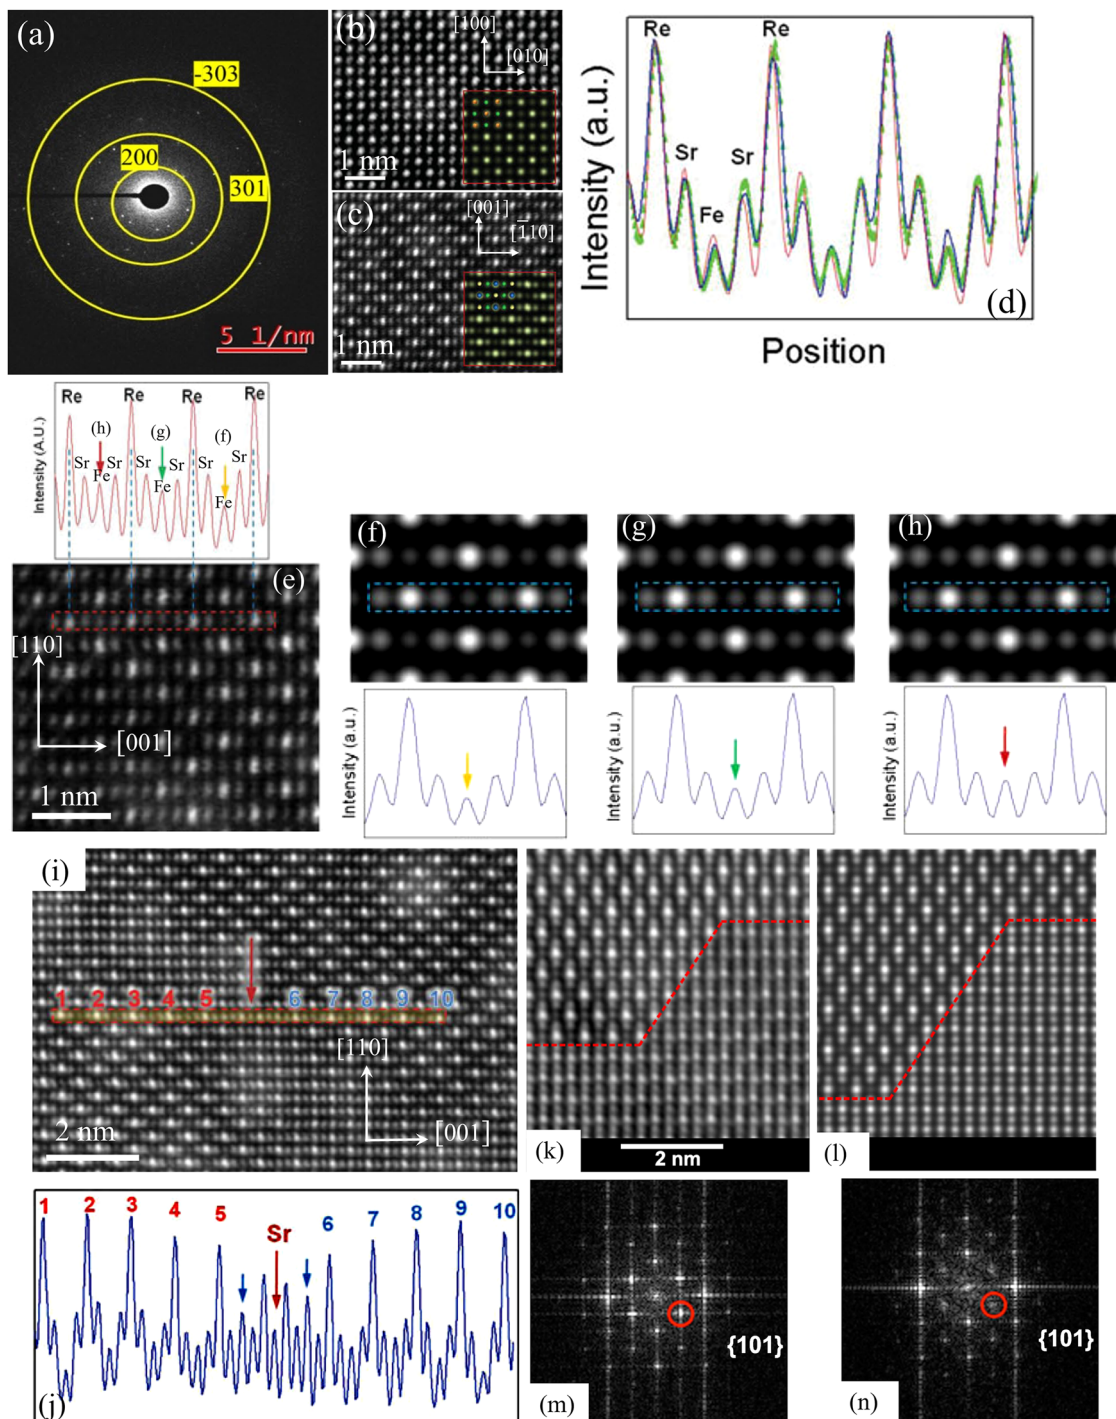 (a)
-303
200
301
5 1/nm
(b)
[100]
[010]
1 nm
(c)
[001]
[1̄10]
1 nm
Intensity (a.u.)
Re
Re
Sr
Sr
Fe
(d)
Position
Intensity (A.U.)
Re
Re
Re
Re
(h)
(g)
(f)
Sr
Sr
Sr
Sr
Sr
Sr
Fe
Fe
Fe
(e)
[110]
[001]
1 nm
(f)
(g)
(h)
Intensity (a.u.)
Intensity (a.u.)
Intensity (a.u.)
(i)
1 2 3 4 5 6 7 8 9 10
[110]
[001]
2 nm
(k)
2 nm
(l)
1 2 3 4 5 6 7 8 9 10
Sr
(j)
{101}
(m)
{101}
(n)